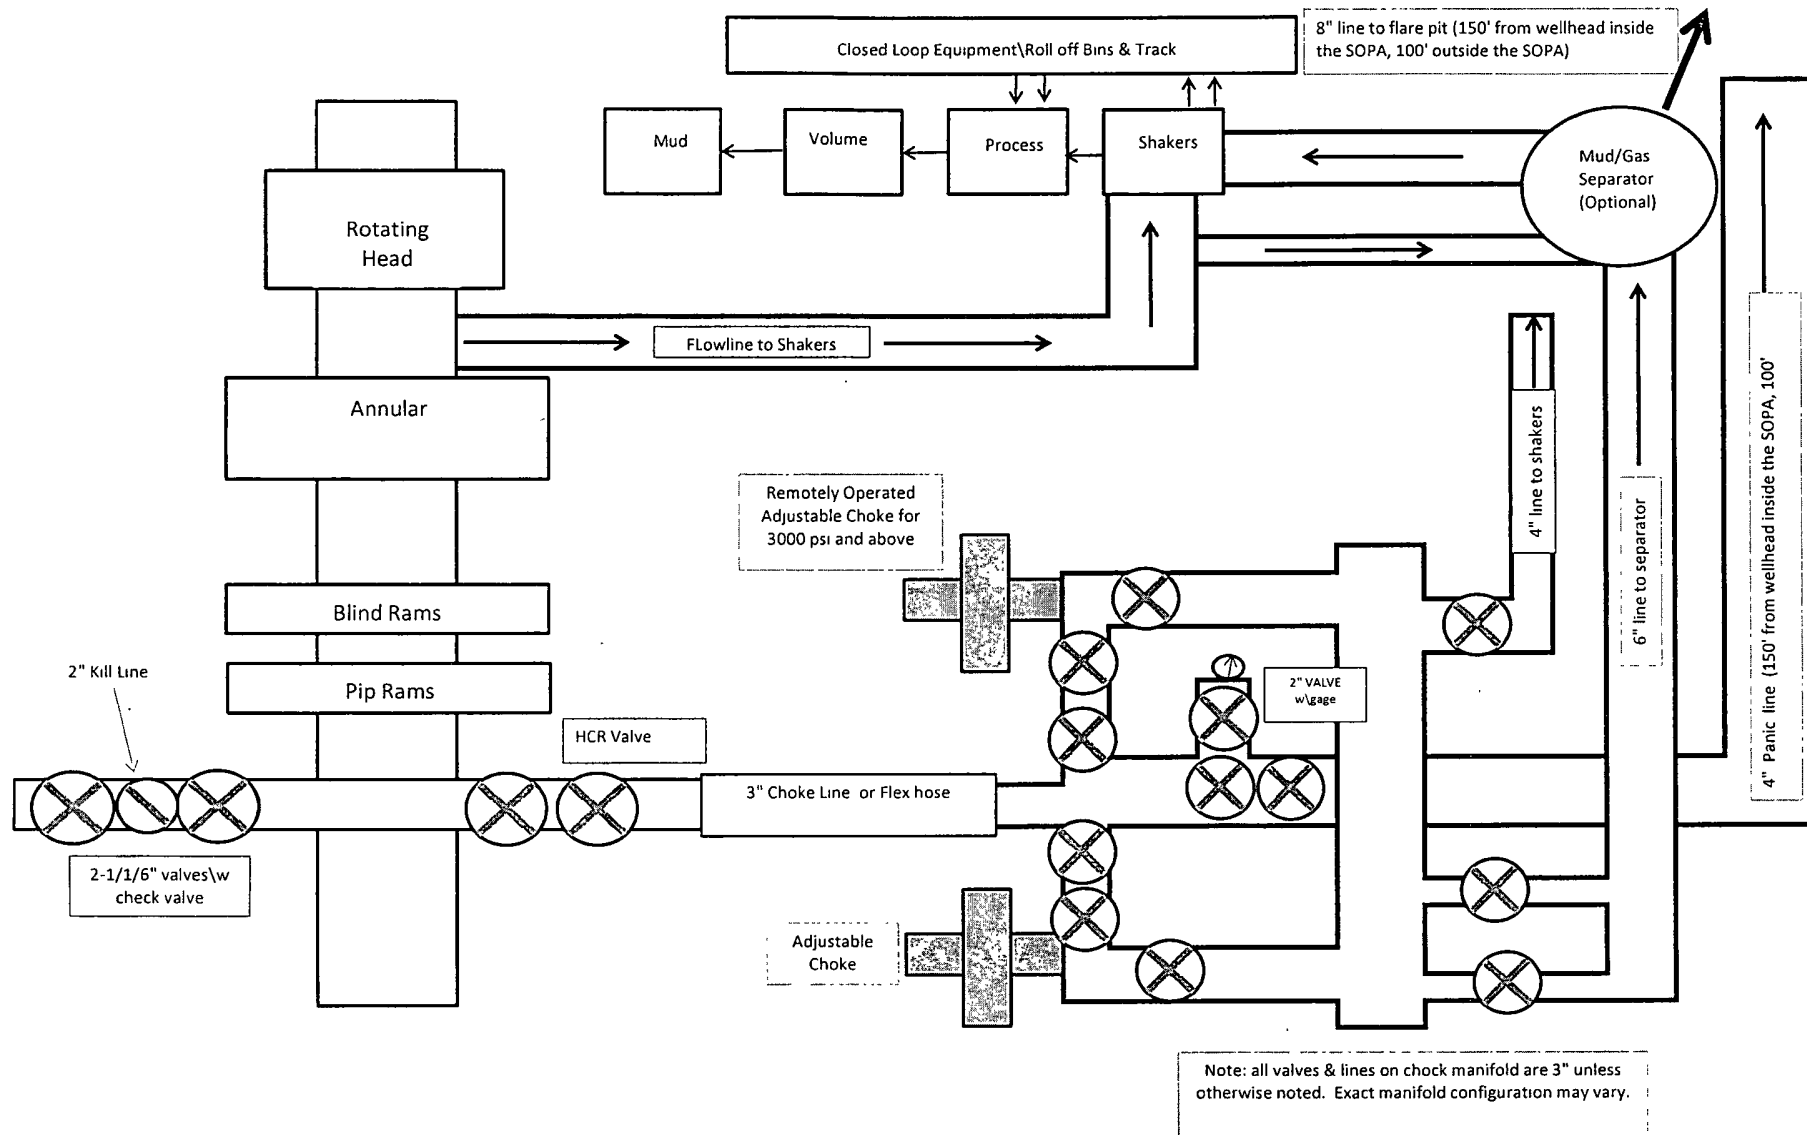 Closed Loop Equipment\Roll off Bins & Track
8" line to flare pit (150' from wellhead inside
the SOPA, 100' outside the SOPA)
Mud
Volume
Process
Shakers
Mud/Gas
Separator
(Optional)
Rotating
Head
FLowline to Shakers
Annular
4" line to shakers
6" line to separator
4" Panic line (150' from wellhead inside the SOPA, 100'
Remotely Operated
Adjustable Choke for
3000 psi and above
Blind Rams
2" Kill Line
Pip Rams
2" VALVE
w\gage
HCR Valve
3" Choke Line or Flex hose
2-1/1/6" valves\w
check valve
Adjustable
Choke
Note: all valves & lines on chock manifold are 3" unless
otherwise noted. Exact manifold configuration may vary.